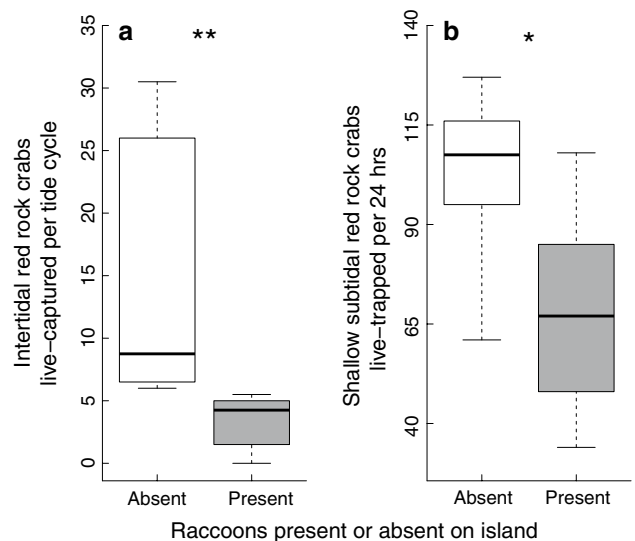 a
**
Intertidal red rock crabs
live−captured per tide cycle
35
30
25
20
15
10
5
0
Absent
Present
b
*
Shallow subtidal red rock crabs
live−trapped per 24 hrs
140
115
90
65
40
Absent
Present
Raccoons present or absent on island